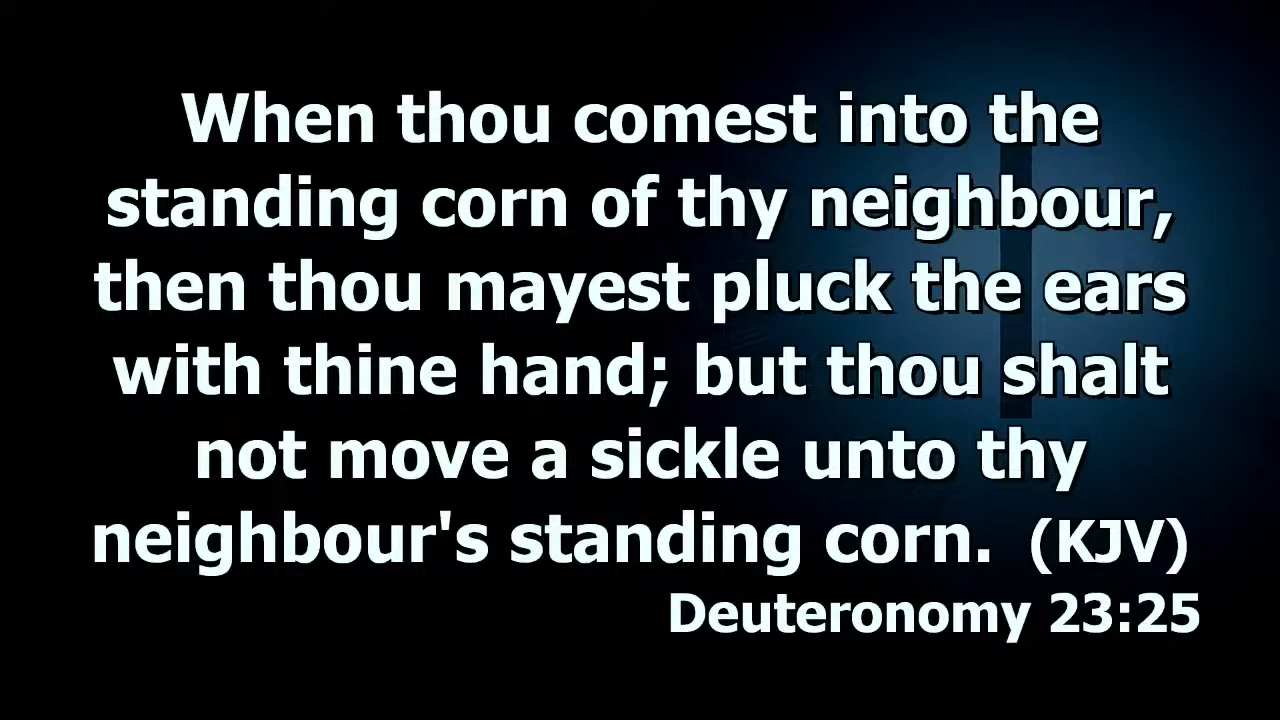 When thou comest into the
standing corn of thy neighbour,
then thou mayest pluck the ears
with thine hand; but thou shalt
not move a sickle unto thy
neighbour's standing corn. (KJV)
Deuteronomy 23:25